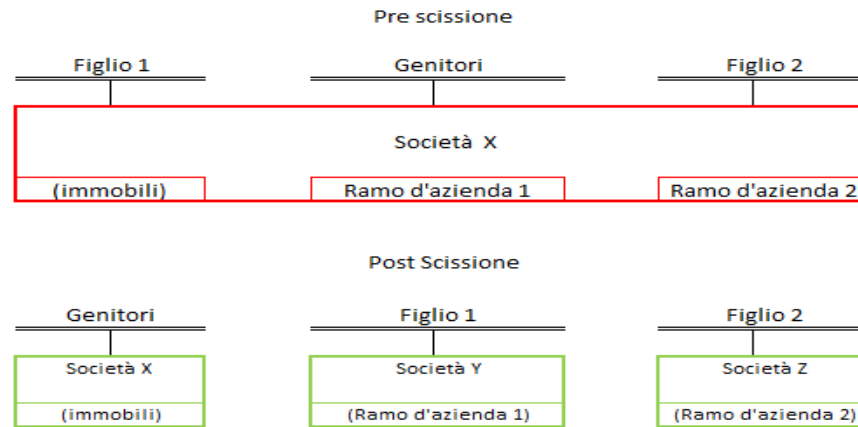 Pre scissione
Figlio 1 Genitori Figlio 2
Società X
(immobili) Ramo d'azienda 1 Ramo d'azienda 2
Post Scissione
Genitori Figlio 1 Figlio 2
Società X Società Y Società Z
(immobili) (Ramo d'azienda 1) (Ramo d'azienda 2)